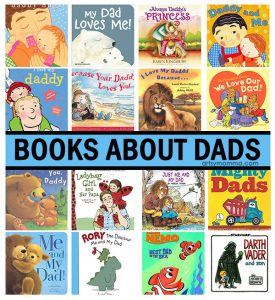 My Dad
Loves Me!
Always Daddy's
PRINCESS
Daddy and Me
daddy
Because Your Daddy
Loves You
I Love My Daddy
Because...
We Love
Our Dad!
BOOKS ABOUT DADS
artsymomma.com
You,
Daddy
Ladybug
Girl and
Her Papa
JUST ME AND
MY DAD
Mighty
Dads
Me and
My Dad!
RORY the Dinosaur
Me and My Dad
NEMO
BEST DAD
IN THE SEA
DARTH
VADER
and
SON